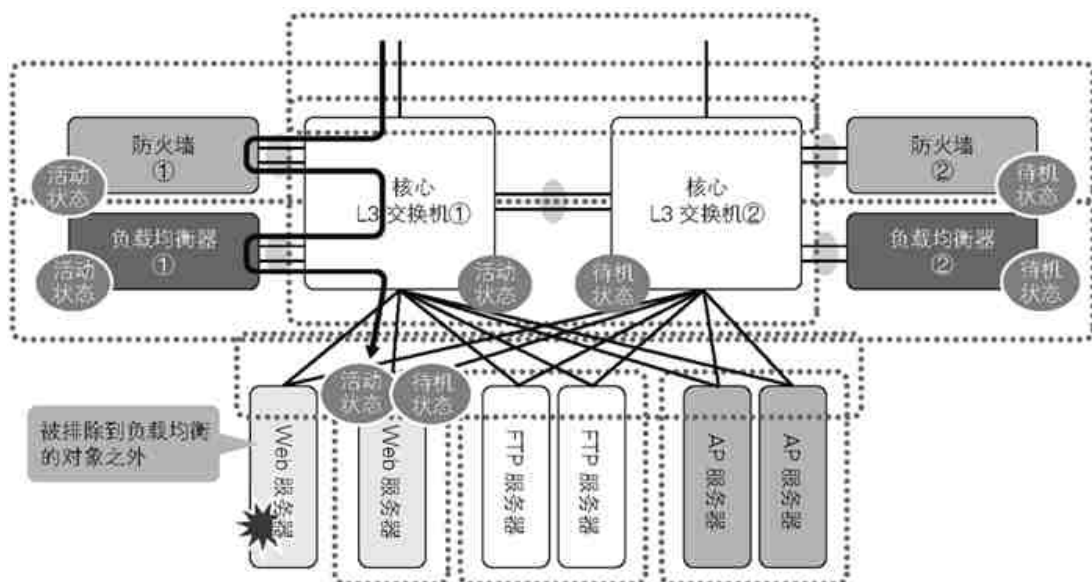 防火墙
①
活动
状态
核心
L3 交换机①
核心
L3 交换机②
防火墙
②
待机
状态
负载均衡器
①
活动
状态
活动
状态
待机
状态
负载均衡器
②
待机
状态
活动
状态
待机
状态
被排除到负载均衡
的对象之外
Web 服务器
Web 服务器
FTP 服务器
FTP 服务器
AP 服务器
AP 服务器